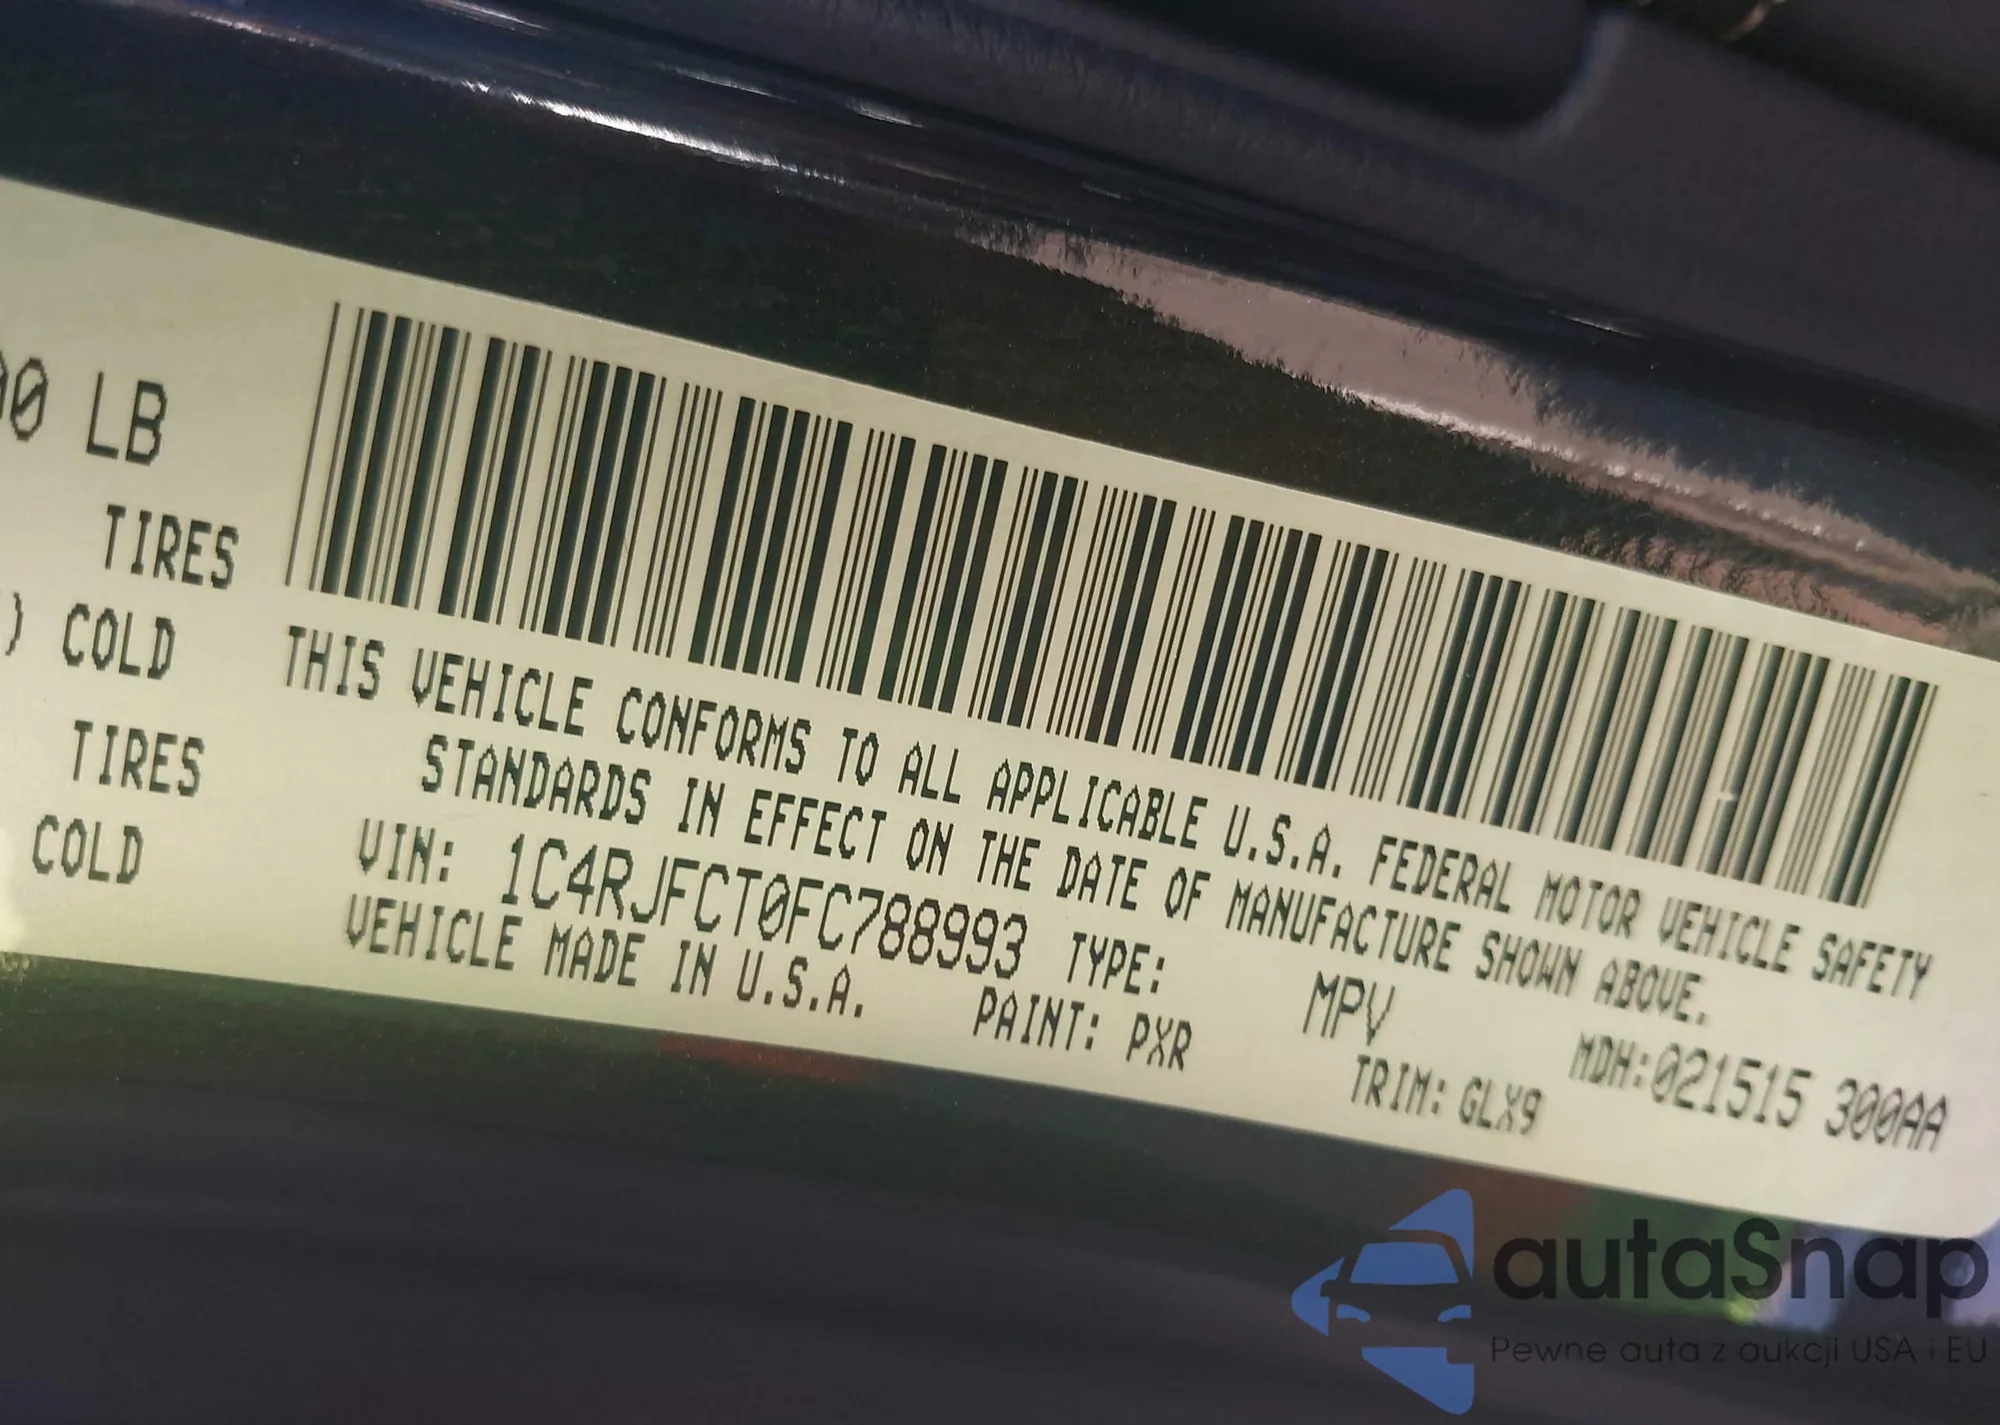 00 LB
TIRES
) COLD
TIRES
COLD
THIS VEHICLE CONFORMS TO ALL APPLICABLE U.S.A. FEDERAL MOTOR VEHICLE SAFETY
STANDARDS IN EFFECT ON THE DATE OF MANUFACTURE SHOWN ABOVE.
VIN: 1C4RJFCT0FC788993 TYPE: MPV MDH:021515 300AA
VEHICLE MADE IN U.S.A. PAINT: PXR TRIM: GLX9
autaSnap
Pewne auta z aukcji USA i EU